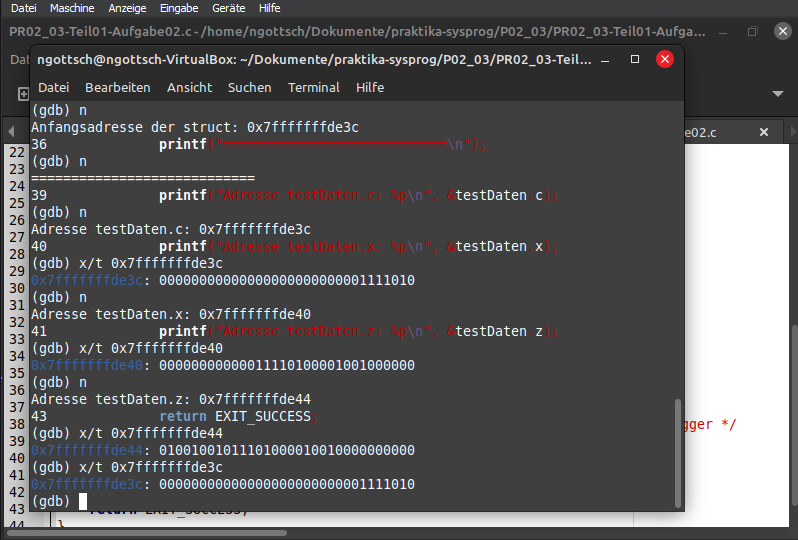 Datei Maschine Anzeige Eingabe Geräte Hilfe
PR02_03-Teil01-Aufgabe02.c - /home/ngottsch/Dokumente/praktika-sysprog/P02_03/PR02_03-Teil01-Aufg...
ngottsch@ngottsch-VirtualBox: ~/Dokumente/praktika-sysprog/P02_03/PR02_03-Teil...
Datei Bearbeiten Ansicht Suchen Terminal Hilfe
(gdb) n
Anfangsadresse der struct: 0x7fffffffde3c
36 printf("============================\n");
(gdb) n
============================
39 printf("Adresse testDaten.c: %p\n", &testDaten c);
(gdb) n
Adresse testDaten.c: 0x7fffffffde3c
40 printf("Adresse testDaten.x: %p\n", &testDaten x);
(gdb) x/t 0x7fffffffde3c
0x7fffffffde3c: 00000000000000000000000001111010
(gdb) n
Adresse testDaten.x: 0x7fffffffde40
41 printf("Adresse testDaten.z: %p\n", &testDaten z);
(gdb) x/t 0x7fffffffde40
0x7fffffffde40: 00000000000011110100001001000000
(gdb) n
Adresse testDaten.z: 0x7fffffffde44
43 return EXIT_SUCCESS;
(gdb) x/t 0x7fffffffde44
0x7fffffffde44: 01001001011101000010010000000000
(gdb) x/t 0x7fffffffde3c
0x7fffffffde3c: 00000000000000000000000001111010
(gdb)
Dat
e02.c
22
23
24
25
26
27
28
29
30
31
32
33
34
35
36
37
38 gger */
39
40
41
42
43 return EXIT_SUCCESS;
44 }